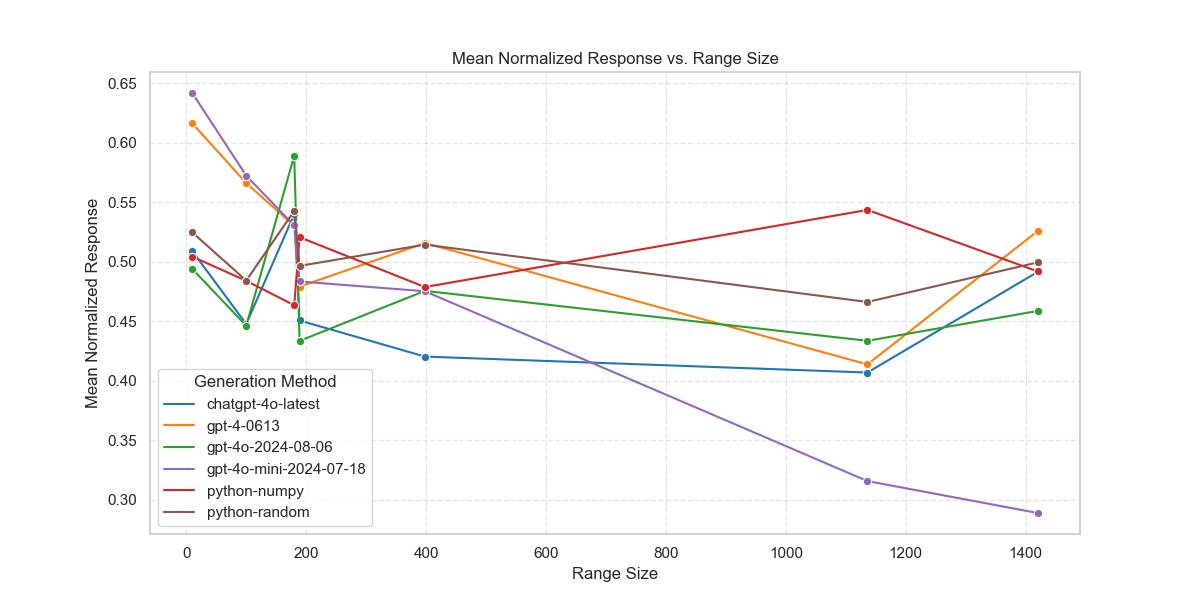 Mean Normalized Response vs. Range Size
Mean Normalized Response
0.65
0.60
0.55
0.50
0.45
0.40
0.35
0.30
Generation Method
chatgpt-4o-latest
gpt-4-0613
gpt-4o-2024-08-06
gpt-4o-mini-2024-07-18
python-numpy
python-random
0 200 400 600 800 1000 1200 1400
Range Size